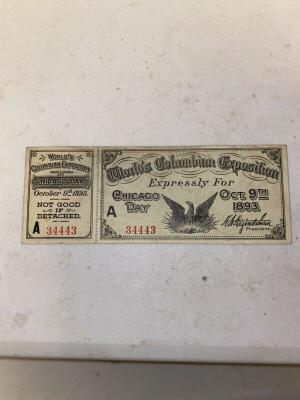 WORLD'S
COLUMBIAN EXPOSITION
CHICAGO DAY
October 9th 1893.
NOT GOOD
IF
DETACHED.
A 34443
World's Columbian Exposition
Expressly For
CHICAGO DAY
OCT. 9TH 1893.
A 34443
President.